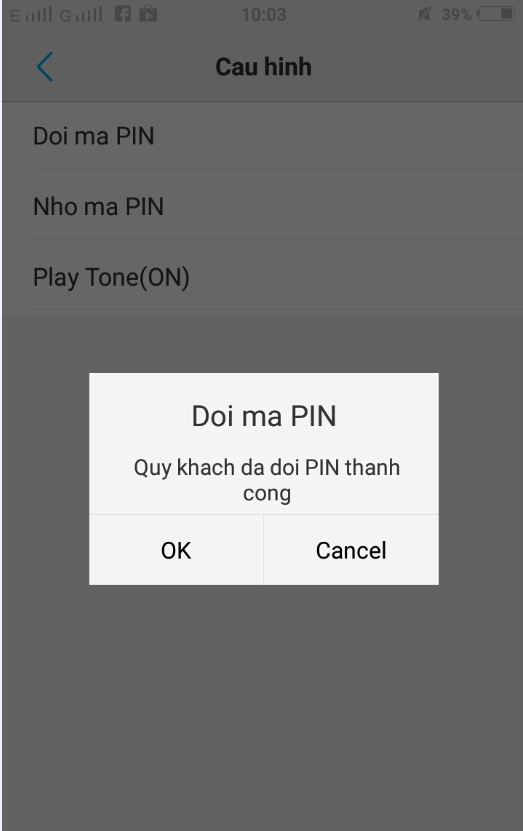 E G 10:03 39%
Cau hinh
Doi ma PIN
Nho ma PIN
Play Tone(ON)
Doi ma PIN
Quy khach da doi PIN thanh
cong
OK Cancel